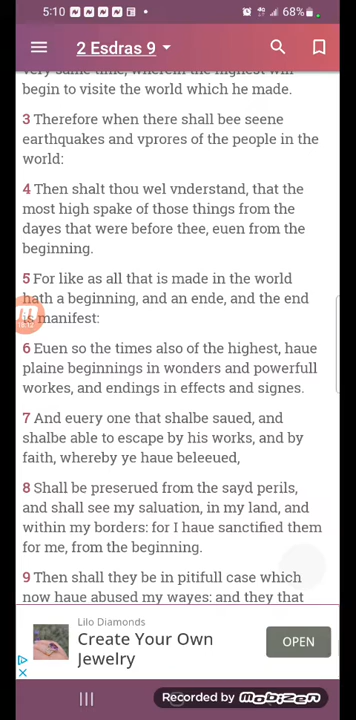 5:10
68%
2 Esdras 9
very same time, wherein the highest will
begin to visite the world which he made.
3 Therefore when there shall bee seene
earthquakes and vprores of the people in the
world:
4 Then shalt thou wel vnderstand, that the
most high spake of those things from the
dayes that were before thee, euen from the
beginning.
5 For like as all that is made in the world
hath a beginning, and an ende, and the end
is manifest:
6 Euen so the times also of the highest, haue
plaine beginnings in wonders and powerfull
workes, and endings in effects and signes.
7 And euery one that shalbe saued, and
shalbe able to escape by his works, and by
faith, whereby ye haue beleeued,
8 Shall be preserued from the sayd perils,
and shall see my saluation, in my land, and
within my borders: for I haue sanctified them
for me, from the beginning.
9 Then shall they be in pitifull case which
now haue abused my wayes: and they that
Lilo Diamonds
Create Your Own
Jewelry
OPEN
Recorded by mobizen